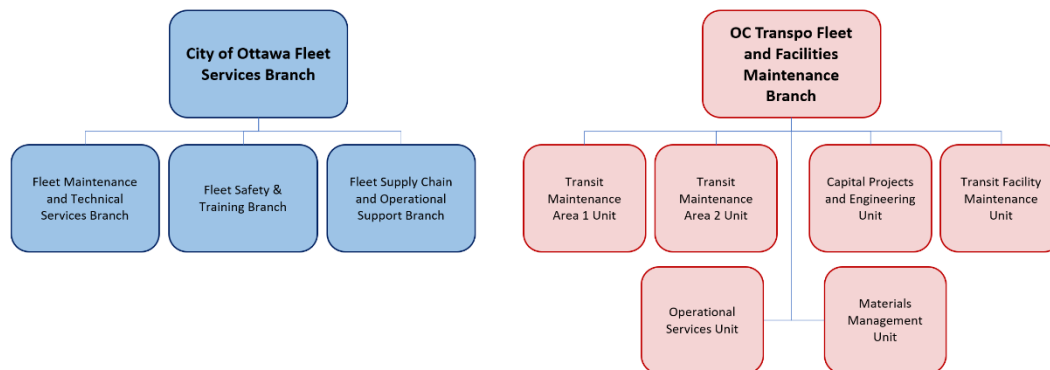 City of Ottawa Fleet
Services Branch
OC Transpo Fleet
and Facilities
Maintenance
Branch
Fleet Maintenance
and Technical
Services Branch
Fleet Safety &
Training Branch
Fleet Supply Chain
and Operational
Support Branch
Transit
Maintenance
Area 1 Unit
Transit
Maintenance
Area 2 Unit
Capital Projects
and Engineering
Unit
Transit Facility
Maintenance
Unit
Operational
Services Unit
Materials
Management
Unit